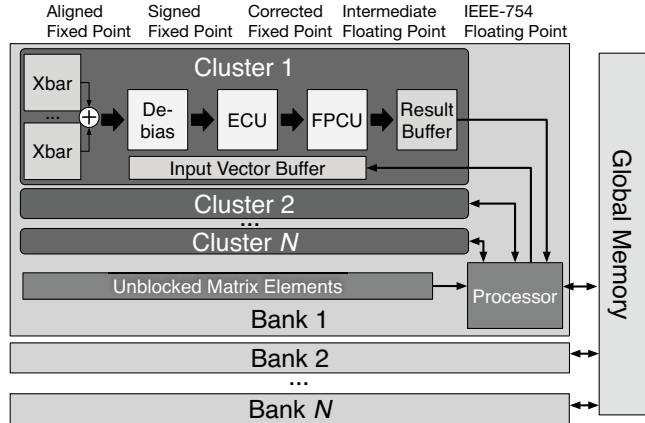 Aligned
Fixed Point
Signed
Fixed Point
Corrected
Fixed Point
Intermediate
Floating Point
IEEE-754
Floating Point
Cluster 1
Xbar
...
Xbar
+
De-
bias
ECU
FPCU
Result
Buffer
Input Vector Buffer
Cluster 2
...
Cluster N
Unblocked Matrix Elements
Processor
Bank 1
Bank 2
...
Bank N
Global Memory